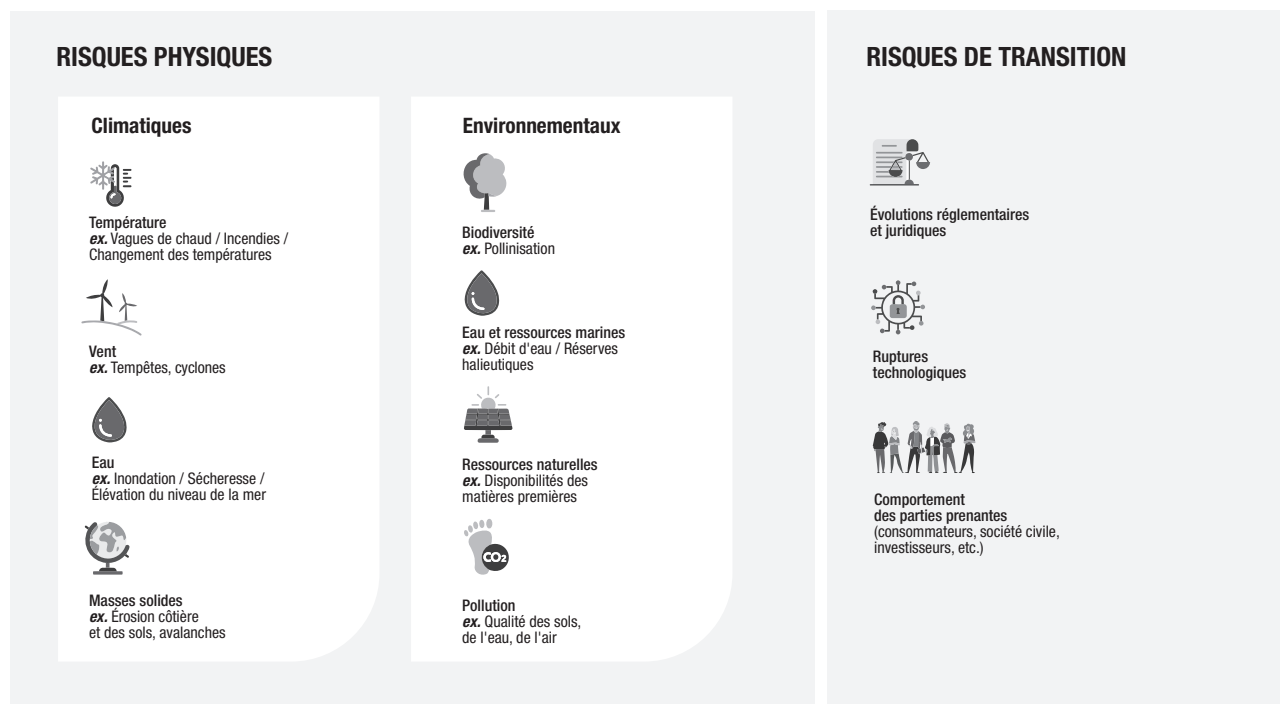 RISQUES PHYSIQUES
Climatiques
Température
ex. Vagues de chaud / Incendies /
Changement des températures
Vent
ex. Tempêtes, cyclones
Eau
ex. Inondation / Sécheresse /
Élévation du niveau de la mer
Masses solides
ex. Érosion côtière
et des sols, avalanches
Environnementaux
Biodiversité
ex. Pollinisation
Eau et ressources marines
ex. Débit d'eau / Réserves
halieutiques
Ressources naturelles
ex. Disponibilités des
matières premières
CO2
Pollution
ex. Qualité des sols,
de l'eau, de l'air
RISQUES DE TRANSITION
Évolutions réglementaires
et juridiques
Ruptures
technologiques
Comportement
des parties prenantes
(consommateurs, société civile,
investisseurs, etc.)